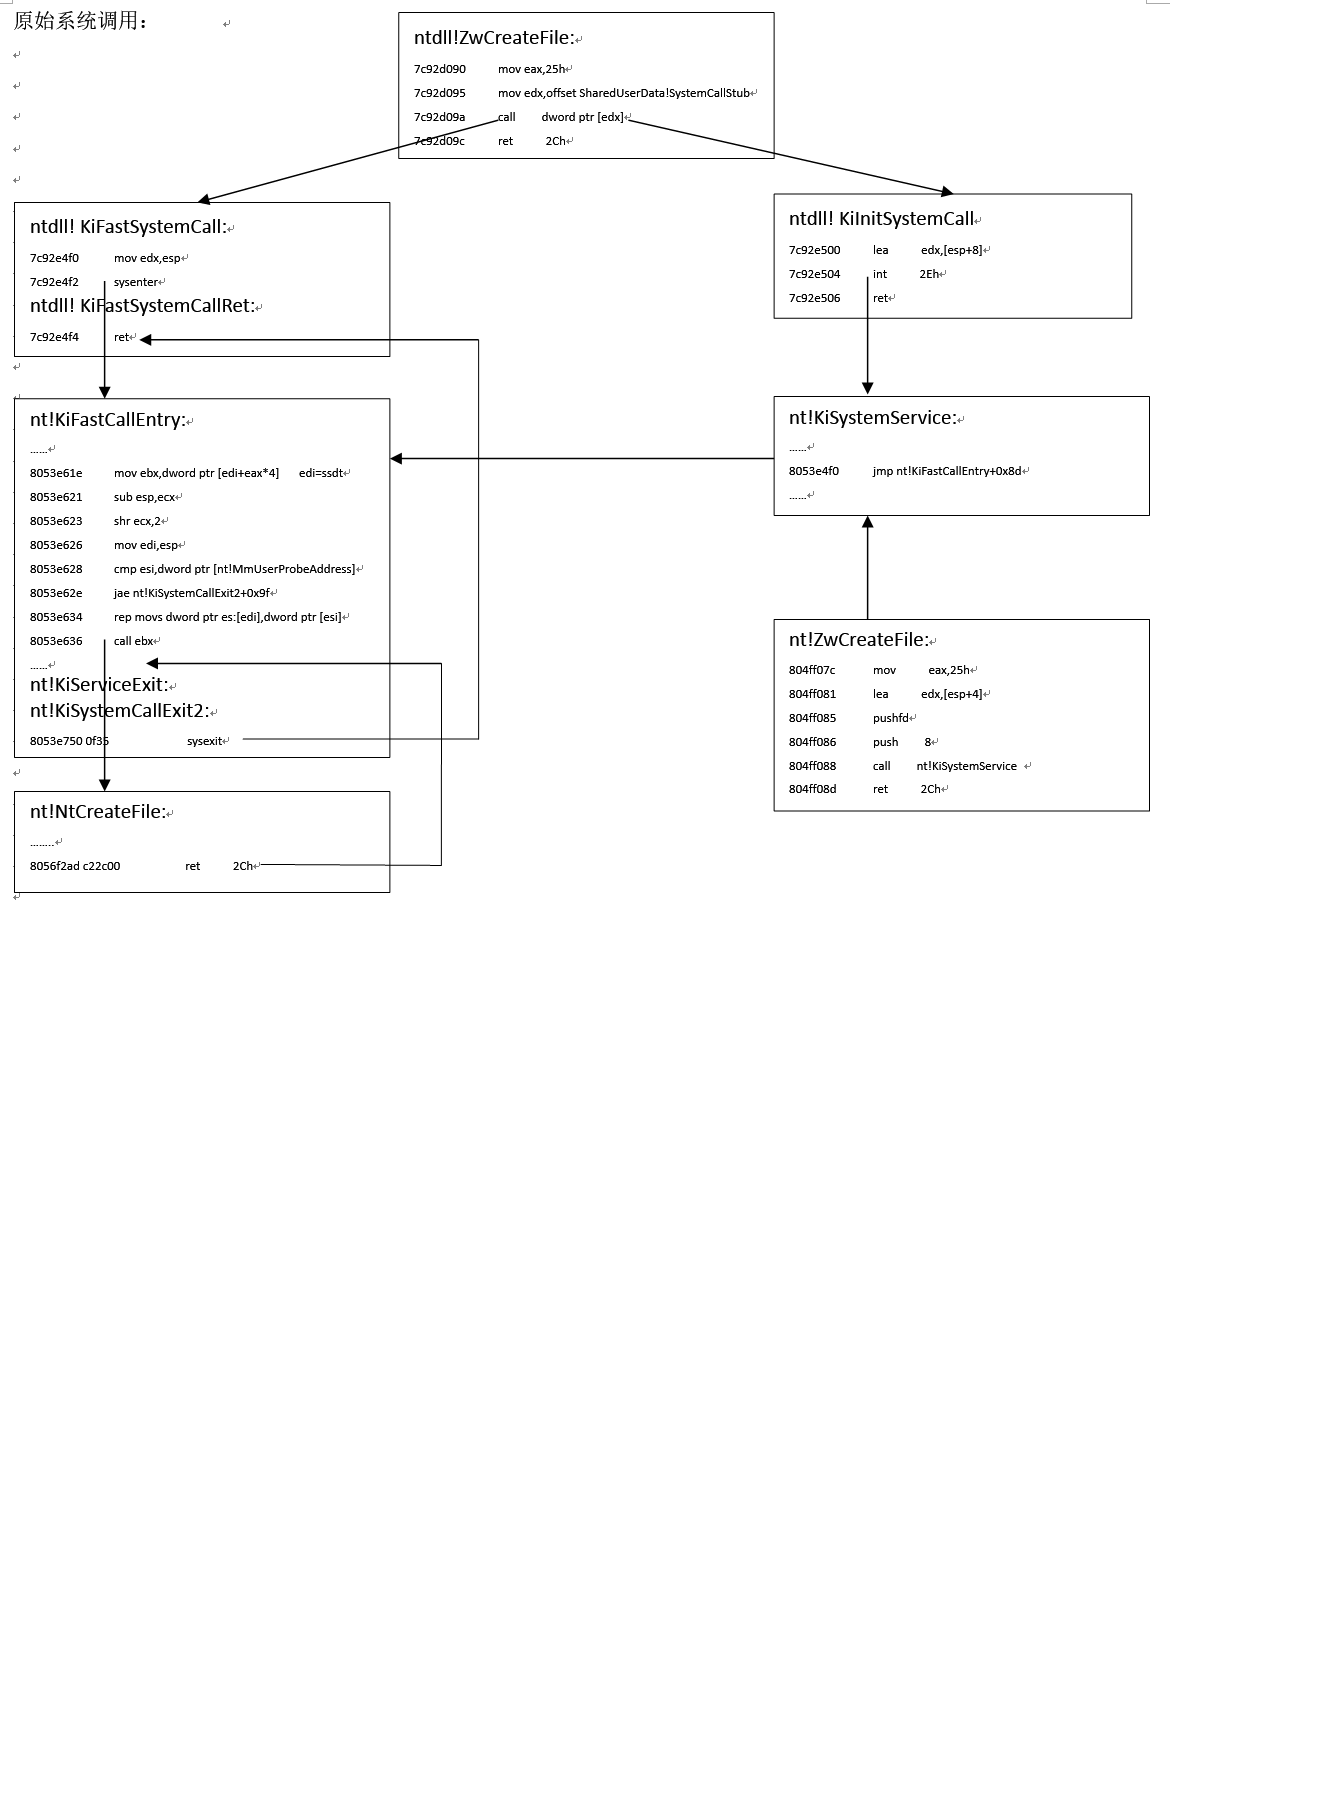 原始系统调用：
ntdll!ZwCreateFile:
7c92d090 mov eax,25h
7c92d095 mov edx,offset SharedUserData!SystemCallStub
7c92d09a call dword ptr [edx]
7c92d09c ret 2Ch
ntdll! KiFastSystemCall:
7c92e4f0 mov edx,esp
7c92e4f2 sysenter
ntdll! KiFastSystemCallRet:
7c92e4f4 ret
ntdll! KiInitSystemCall
7c92e500 lea edx,[esp+8]
7c92e504 int 2Eh
7c92e506 ret
nt!KiFastCallEntry:
……
8053e61e mov ebx,dword ptr [edi+eax*4] edi=ssdt
8053e621 sub esp,ecx
8053e623 shr ecx,2
8053e626 mov edi,esp
8053e628 cmp esi,dword ptr [nt!MmUserProbeAddress]
8053e62e jae nt!KiSystemCallExit2+0x9f
8053e634 rep movs dword ptr es:[edi],dword ptr [esi]
8053e636 call ebx
……
nt!KiServiceExit:
nt!KiSystemCallExit2:
8053e750 0f35 sysexit
nt!KiSystemService:
……
8053e4f0 jmp nt!KiFastCallEntry+0x8d
……
nt!ZwCreateFile:
804ff07c mov eax,25h
804ff081 lea edx,[esp+4]
804ff085 pushfd
804ff086 push 8
804ff088 call nt!KiSystemService
804ff08d ret 2Ch
nt!NtCreateFile:
........
8056f2ad c22c00 ret 2Ch